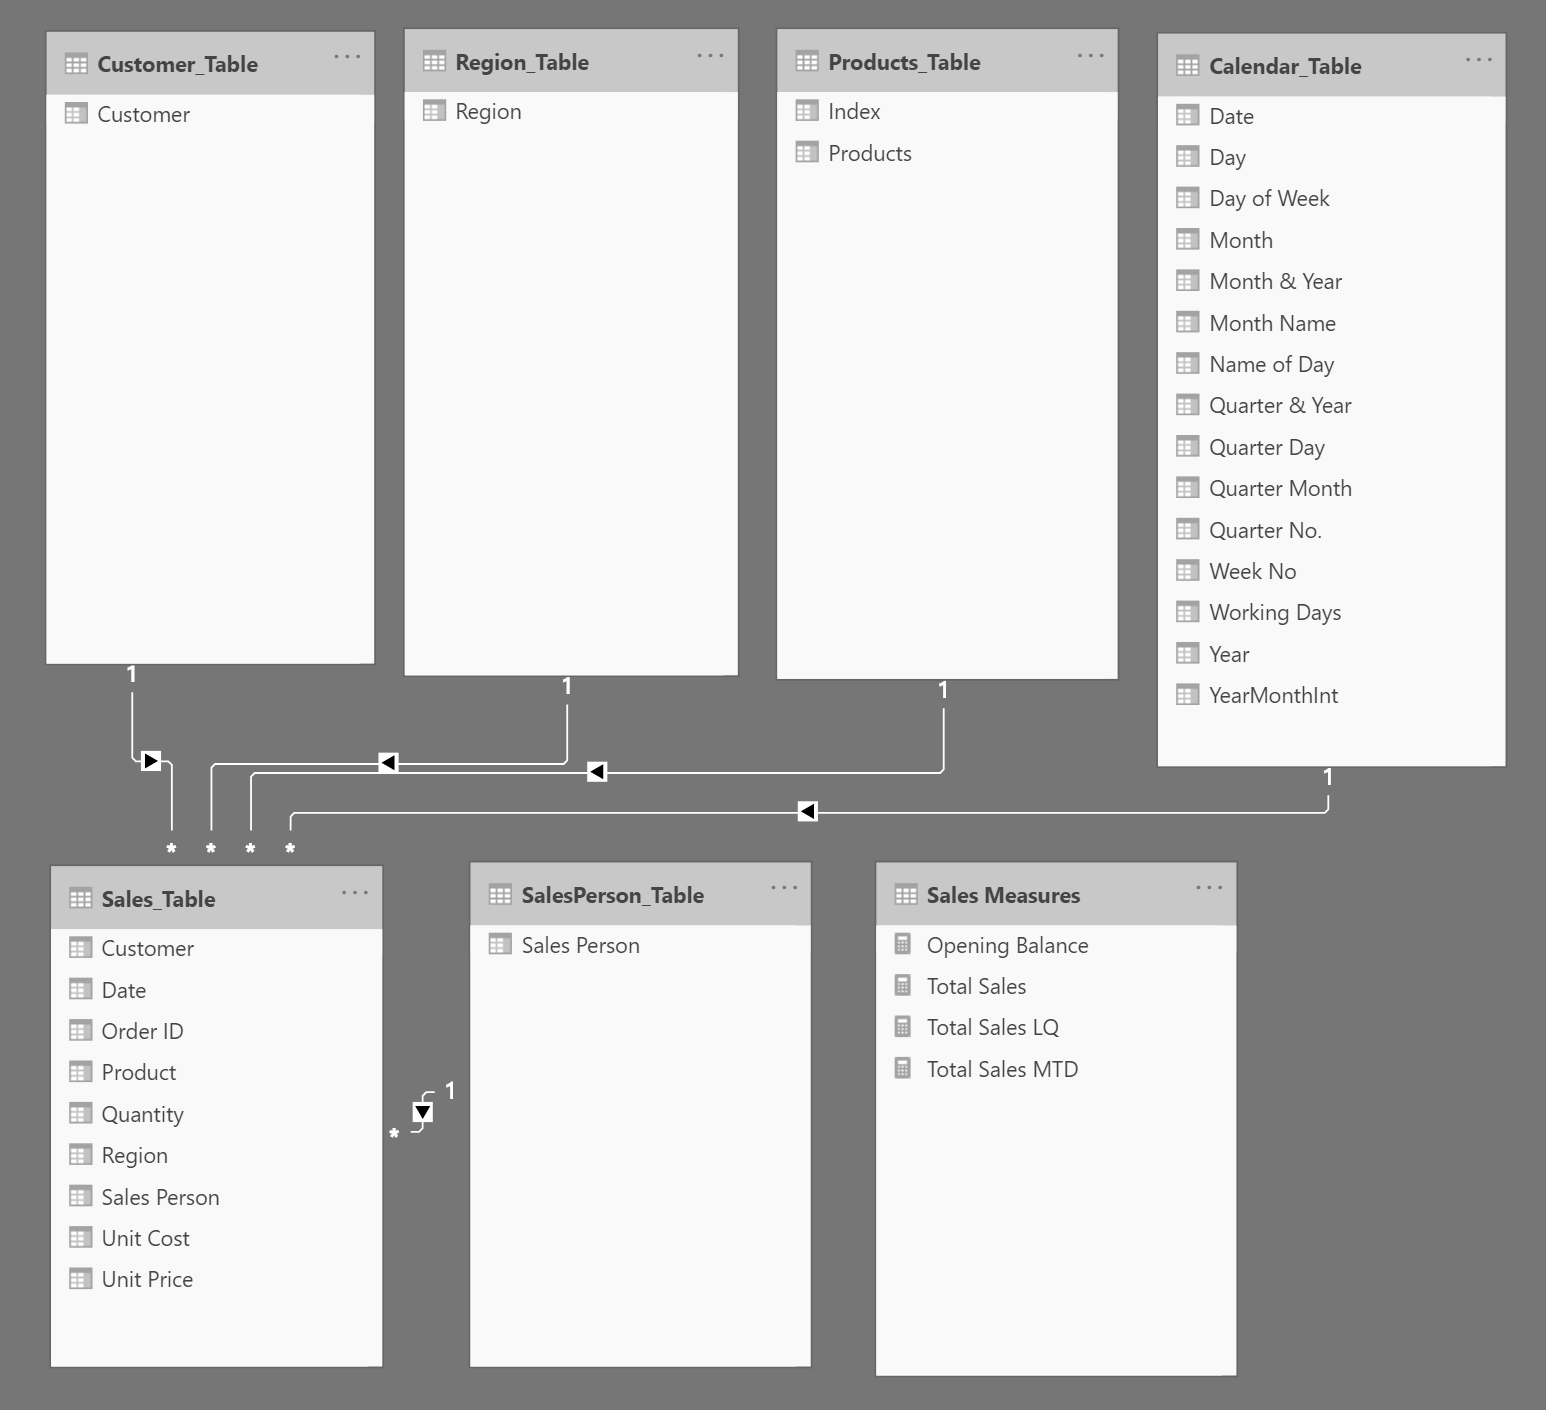 Customer_Table
Customer
Region_Table
Region
Products_Table
Index
Products
Calendar_Table
Date
Day
Day of Week
Month
Month & Year
Month Name
Name of Day
Quarter & Year
Quarter Day
Quarter Month
Quarter No.
Week No
Working Days
Year
YearMonthInt
1
1
1
1
*
*
*
*
Sales_Table
Customer
Date
Order ID
Product
Quantity
Region
Sales Person
Unit Cost
Unit Price
1
*
SalesPerson_Table
Sales Person
Sales Measures
Opening Balance
Total Sales
Total Sales LQ
Total Sales MTD